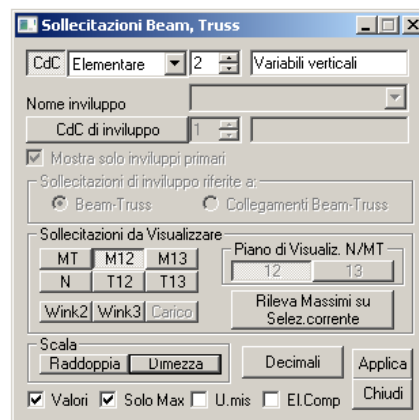 Sollecitazioni Beam, Truss
CdC Elementare 2 Variabili verticali
Nome inviluppo
CdC di inviluppo 1
Mostra solo inviluppi primari
Sollecitazioni di inviluppo riferite a:
Beam-Truss Collegamenti Beam-Truss
Sollecitazioni da Visualizzare
Piano di Visualiz. N/MT
MT M12 M13
12 13
N T12 T13
Wink2 Wink3 Carico
Rileva Massimi su
Selez.corrente
Scala
Raddoppia Dimezza
Decimali
Applica
Valori Solo Max U.mis El.Comp
Chiudi